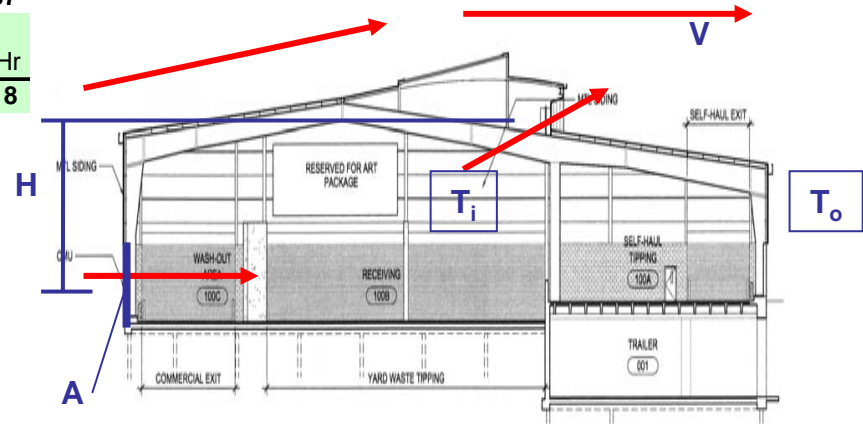 Hr
8
V
MTL SIDING
SELF-HAUL EXIT
H
MTL SIDING
RESERVED FOR ART
PACKAGE
Ti
To
CMU
WASH-OUT
100C
RECEIVING
100B
SELF-HAUL
TIPPING
100A
TRAILER
001
COMMERCIAL EXIT
YARD WASTE TIPPING
A